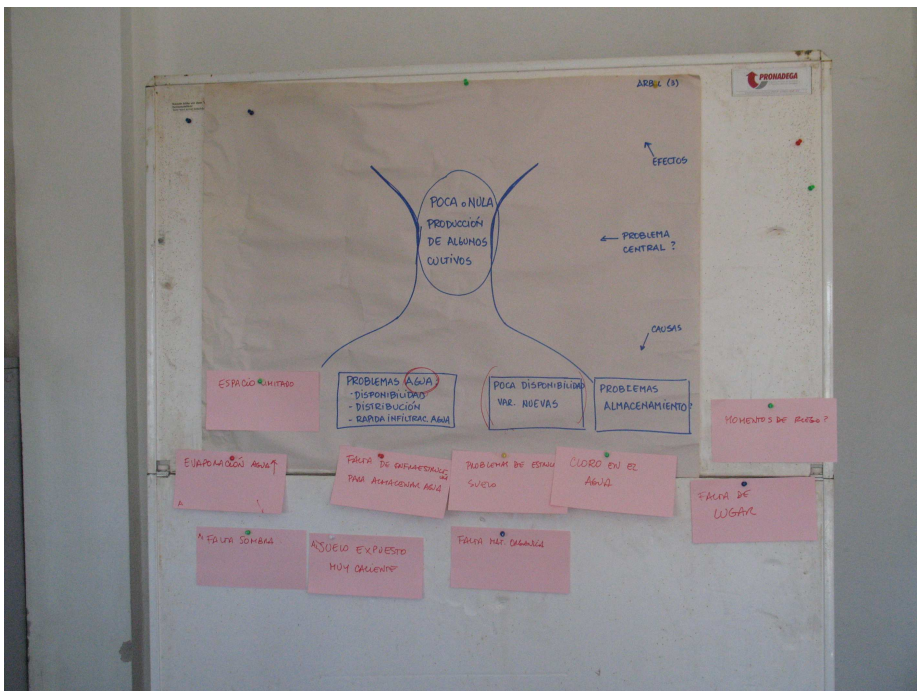 PRONADEGA
ARBOL (3)
EFECTOS
POCA o NULA
PRODUCCIÓN
DE ALGUNOS
CULTIVOS
← PROBLEMA
CENTRAL ?
CAUSAS
ESPACIO LIMITADO
PROBLEMAS AGUA:
- DISPONIBILIDAD
- DISTRIBUCIÓN
- RAPIDA INFILTRAC. AGUA
POCA DISPONIBILIDAD
VAR. NUEVAS
PROBLEMAS
ALMACENAMIENTO
MOMENTOS DE RIEGO?
EVAPORACIÓN AGUA ↑
FALTA DE
PARA ALMACENAR AGUA
PROBLEMAS DE
SUELO
CLORO EN EL
AGUA
FALTA DE
LUGAR
FALTA SOMBRA
SUELO EXPUESTO
MUY CALIENTE
FALTA MAT. ORGANICA